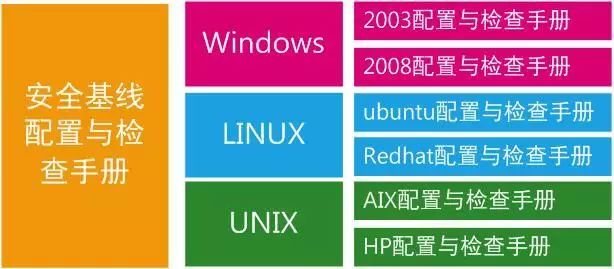 安全基线
配置与检
查手册
Windows
2003配置与检查手册
2008配置与检查手册
LINUX
ubuntu配置与检查手册
Redhat配置与检查手册
UNIX
AIX配置与检查手册
HP配置与检查手册